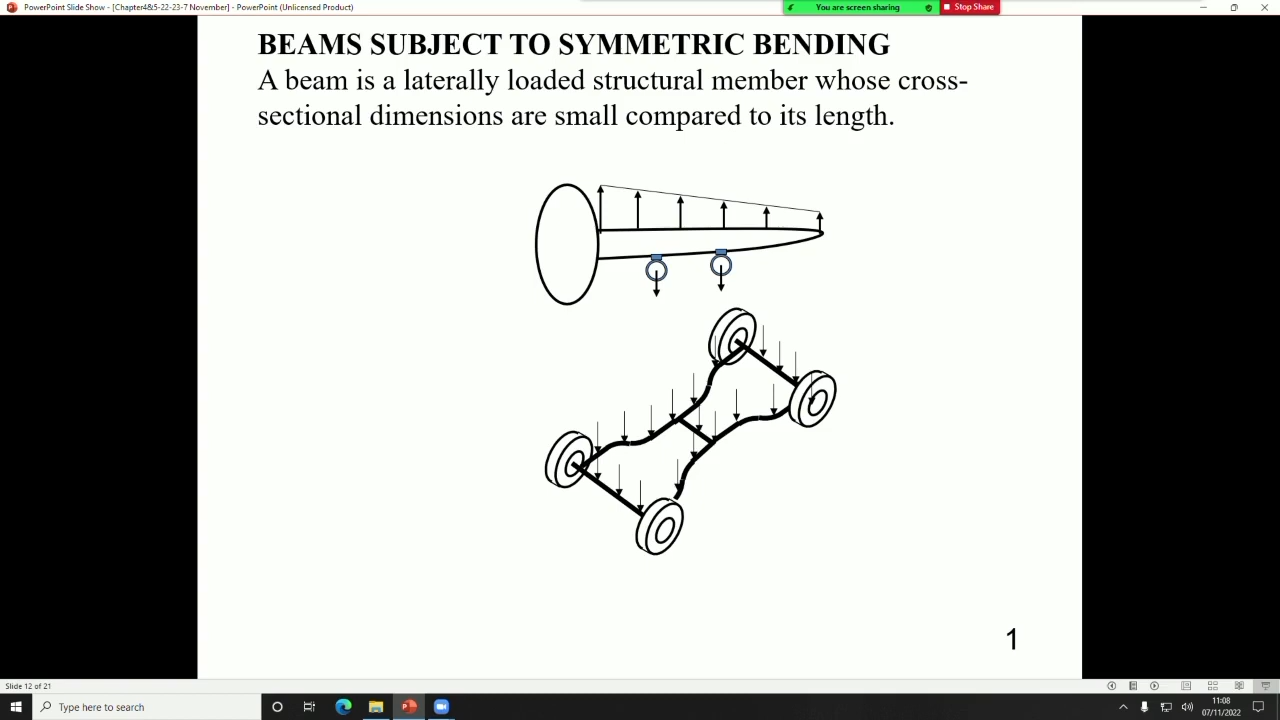 PowerPoint Slide Show - [Chapter4&5-22-23-7 November] - PowerPoint (Unlicensed Product)
You are screen sharing
Stop Share
BEAMS SUBJECT TO SYMMETRIC BENDING
A beam is a laterally loaded structural member whose cross-
sectional dimensions are small compared to its length.
1
Slide 12 of 21
Type here to search
11:08
07/11/2022